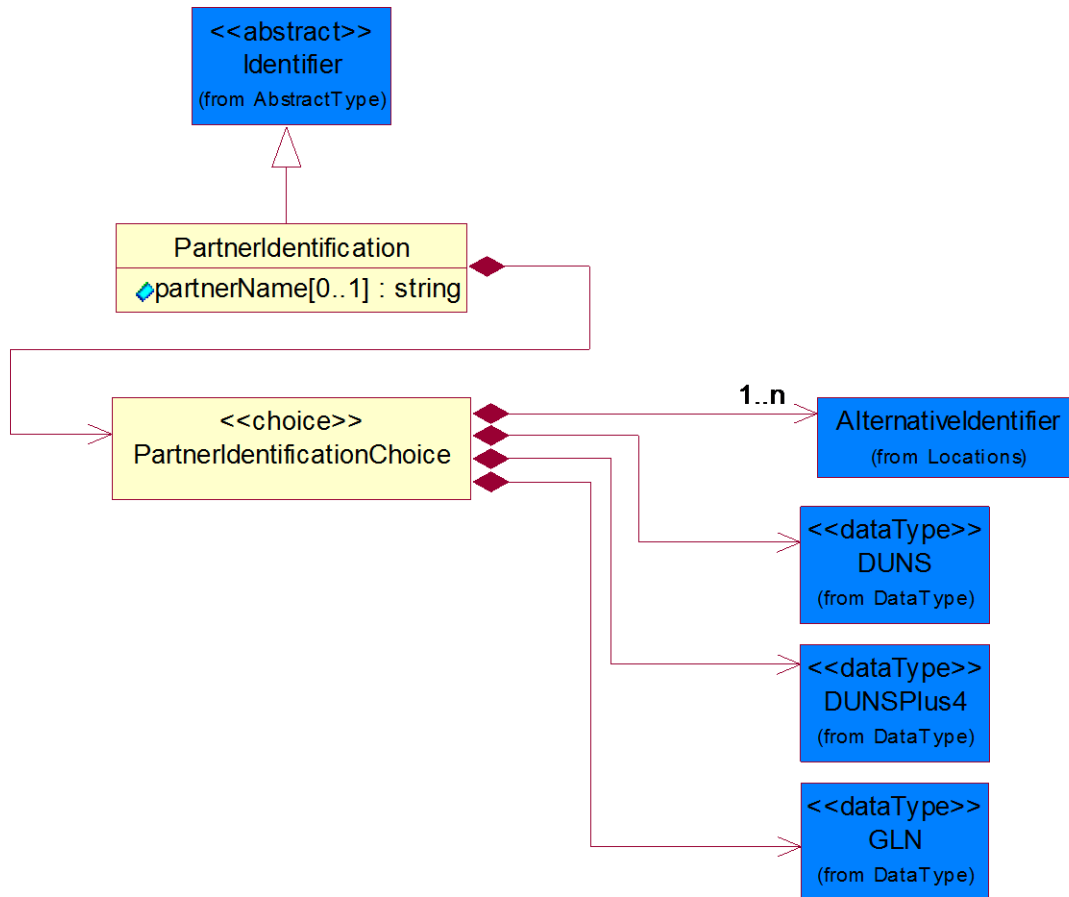 <<abstract>>
Identifier
(from AbstractType)
PartnerIdentification
partnerName[0..1] : string
<<choice>>
PartnerIdentificationChoice
1..n
AlternativeIdentifier
(from Locations)
<<dataType>>
DUNS
(from DataType)
<<dataType>>
DUNSPlus4
(from DataType)
<<dataType>>
GLN
(from DataType)